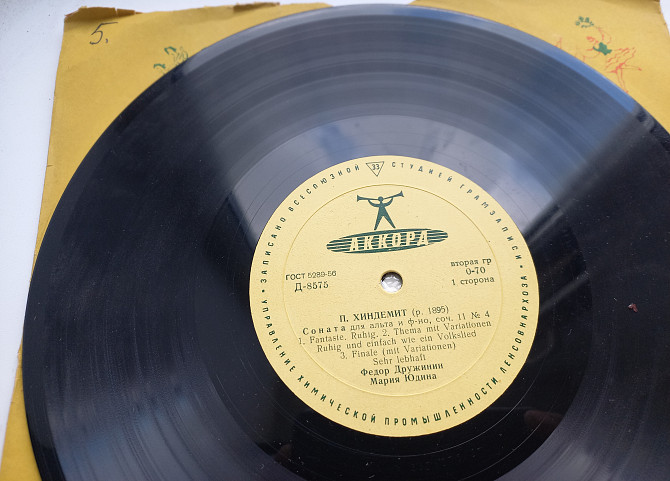 5.
ЗАПИСАНО ВСЕСОЮЗНОЙ СТУДИЕЙ ГРАМЗАПИСИ
33
АККОРД
ГОСТ 5289-56
Д-8575
вторая гр
0-70
1 сторона
П. ХИНДЕМИТ (р. 1895)
Соната для альта и ф-но, соч. 11 № 4
1. Fantaste, Ruhig. 2. Thema mit Variationen
Ruhig und einfach wie ein Volkslied
3. Finale (mit Variationen)
Sehr lebhaft
Федор Дружинин
Мария Юдина
УПРАВЛЕНИЕ ХИМИЧЕСКОЙ ПРОМЫШЛЕННОСТИ ЛЕНСОВНАРХОЗА